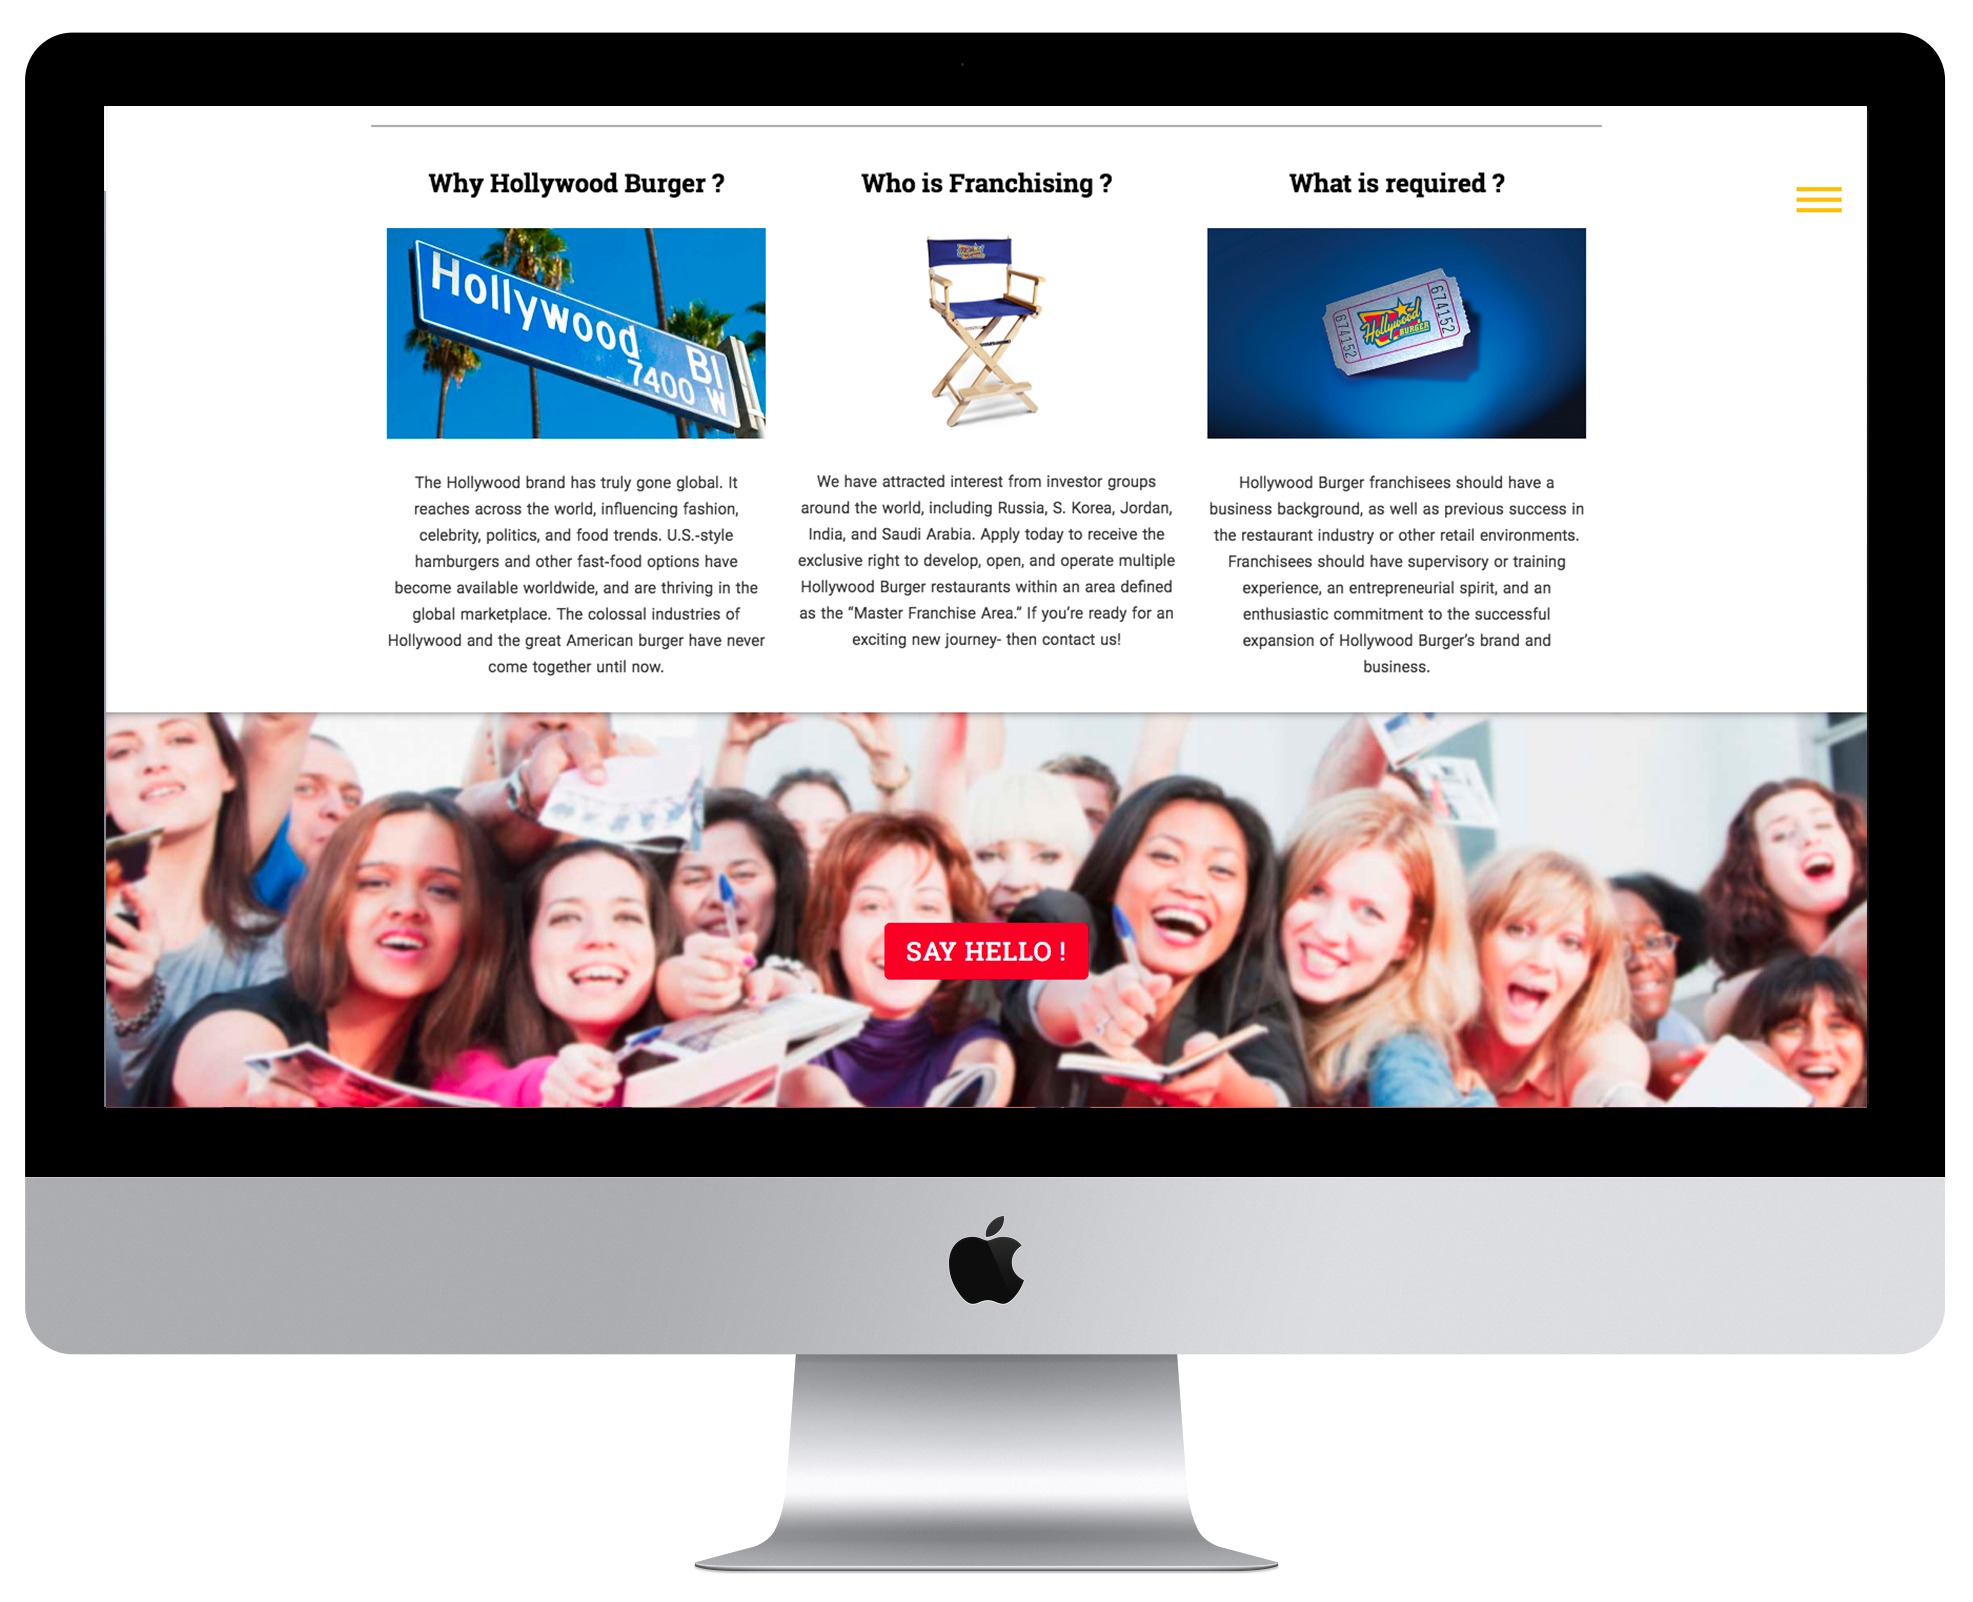 Why Hollywood Burger ?
Hollywood Bl
7400 W
The Hollywood brand has truly gone global. It
reaches across the world, influencing fashion,
celebrity, politics, and food trends. U.S.-style
hamburgers and other fast-food options have
become available worldwide, and are thriving in the
global marketplace. The colossal industries of
Hollywood and the great American burger have never
come together until now.
Who is Franchising ?
We have attracted interest from investor groups
around the world, including Russia, S. Korea, Jordan,
India, and Saudi Arabia. Apply today to receive the
exclusive right to develop, open, and operate multiple
Hollywood Burger restaurants within an area defined
as the “Master Franchise Area.” If you’re ready for an
exciting new journey- then contact us!
What is required ?
674152
Hollywood
BURGER
674152
Hollywood Burger franchisees should have a
business background, as well as previous success in
the restaurant industry or other retail environments.
Franchisees should have supervisory or training
experience, an entrepreneurial spirit, and an
enthusiastic commitment to the successful
expansion of Hollywood Burger’s brand and
business.
SAY HELLO !